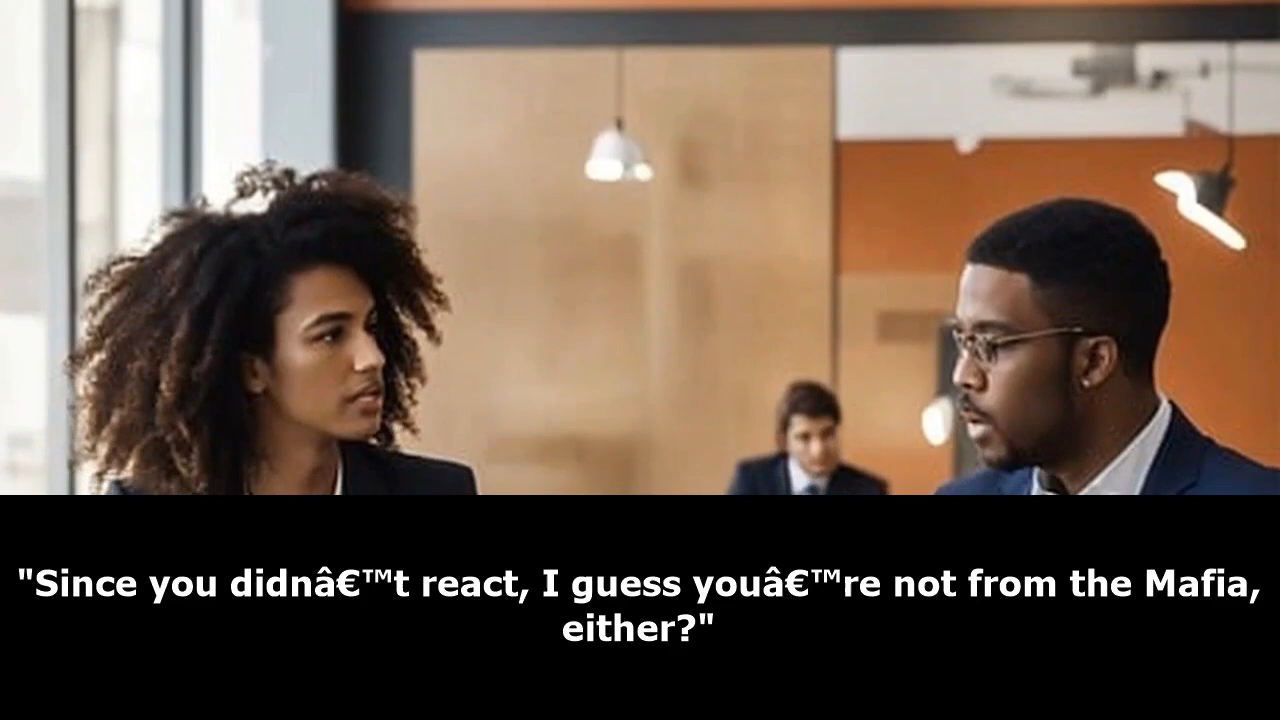 "Since you didnâ€™t react, I guess youâ€™re not from the Mafia,
either?"